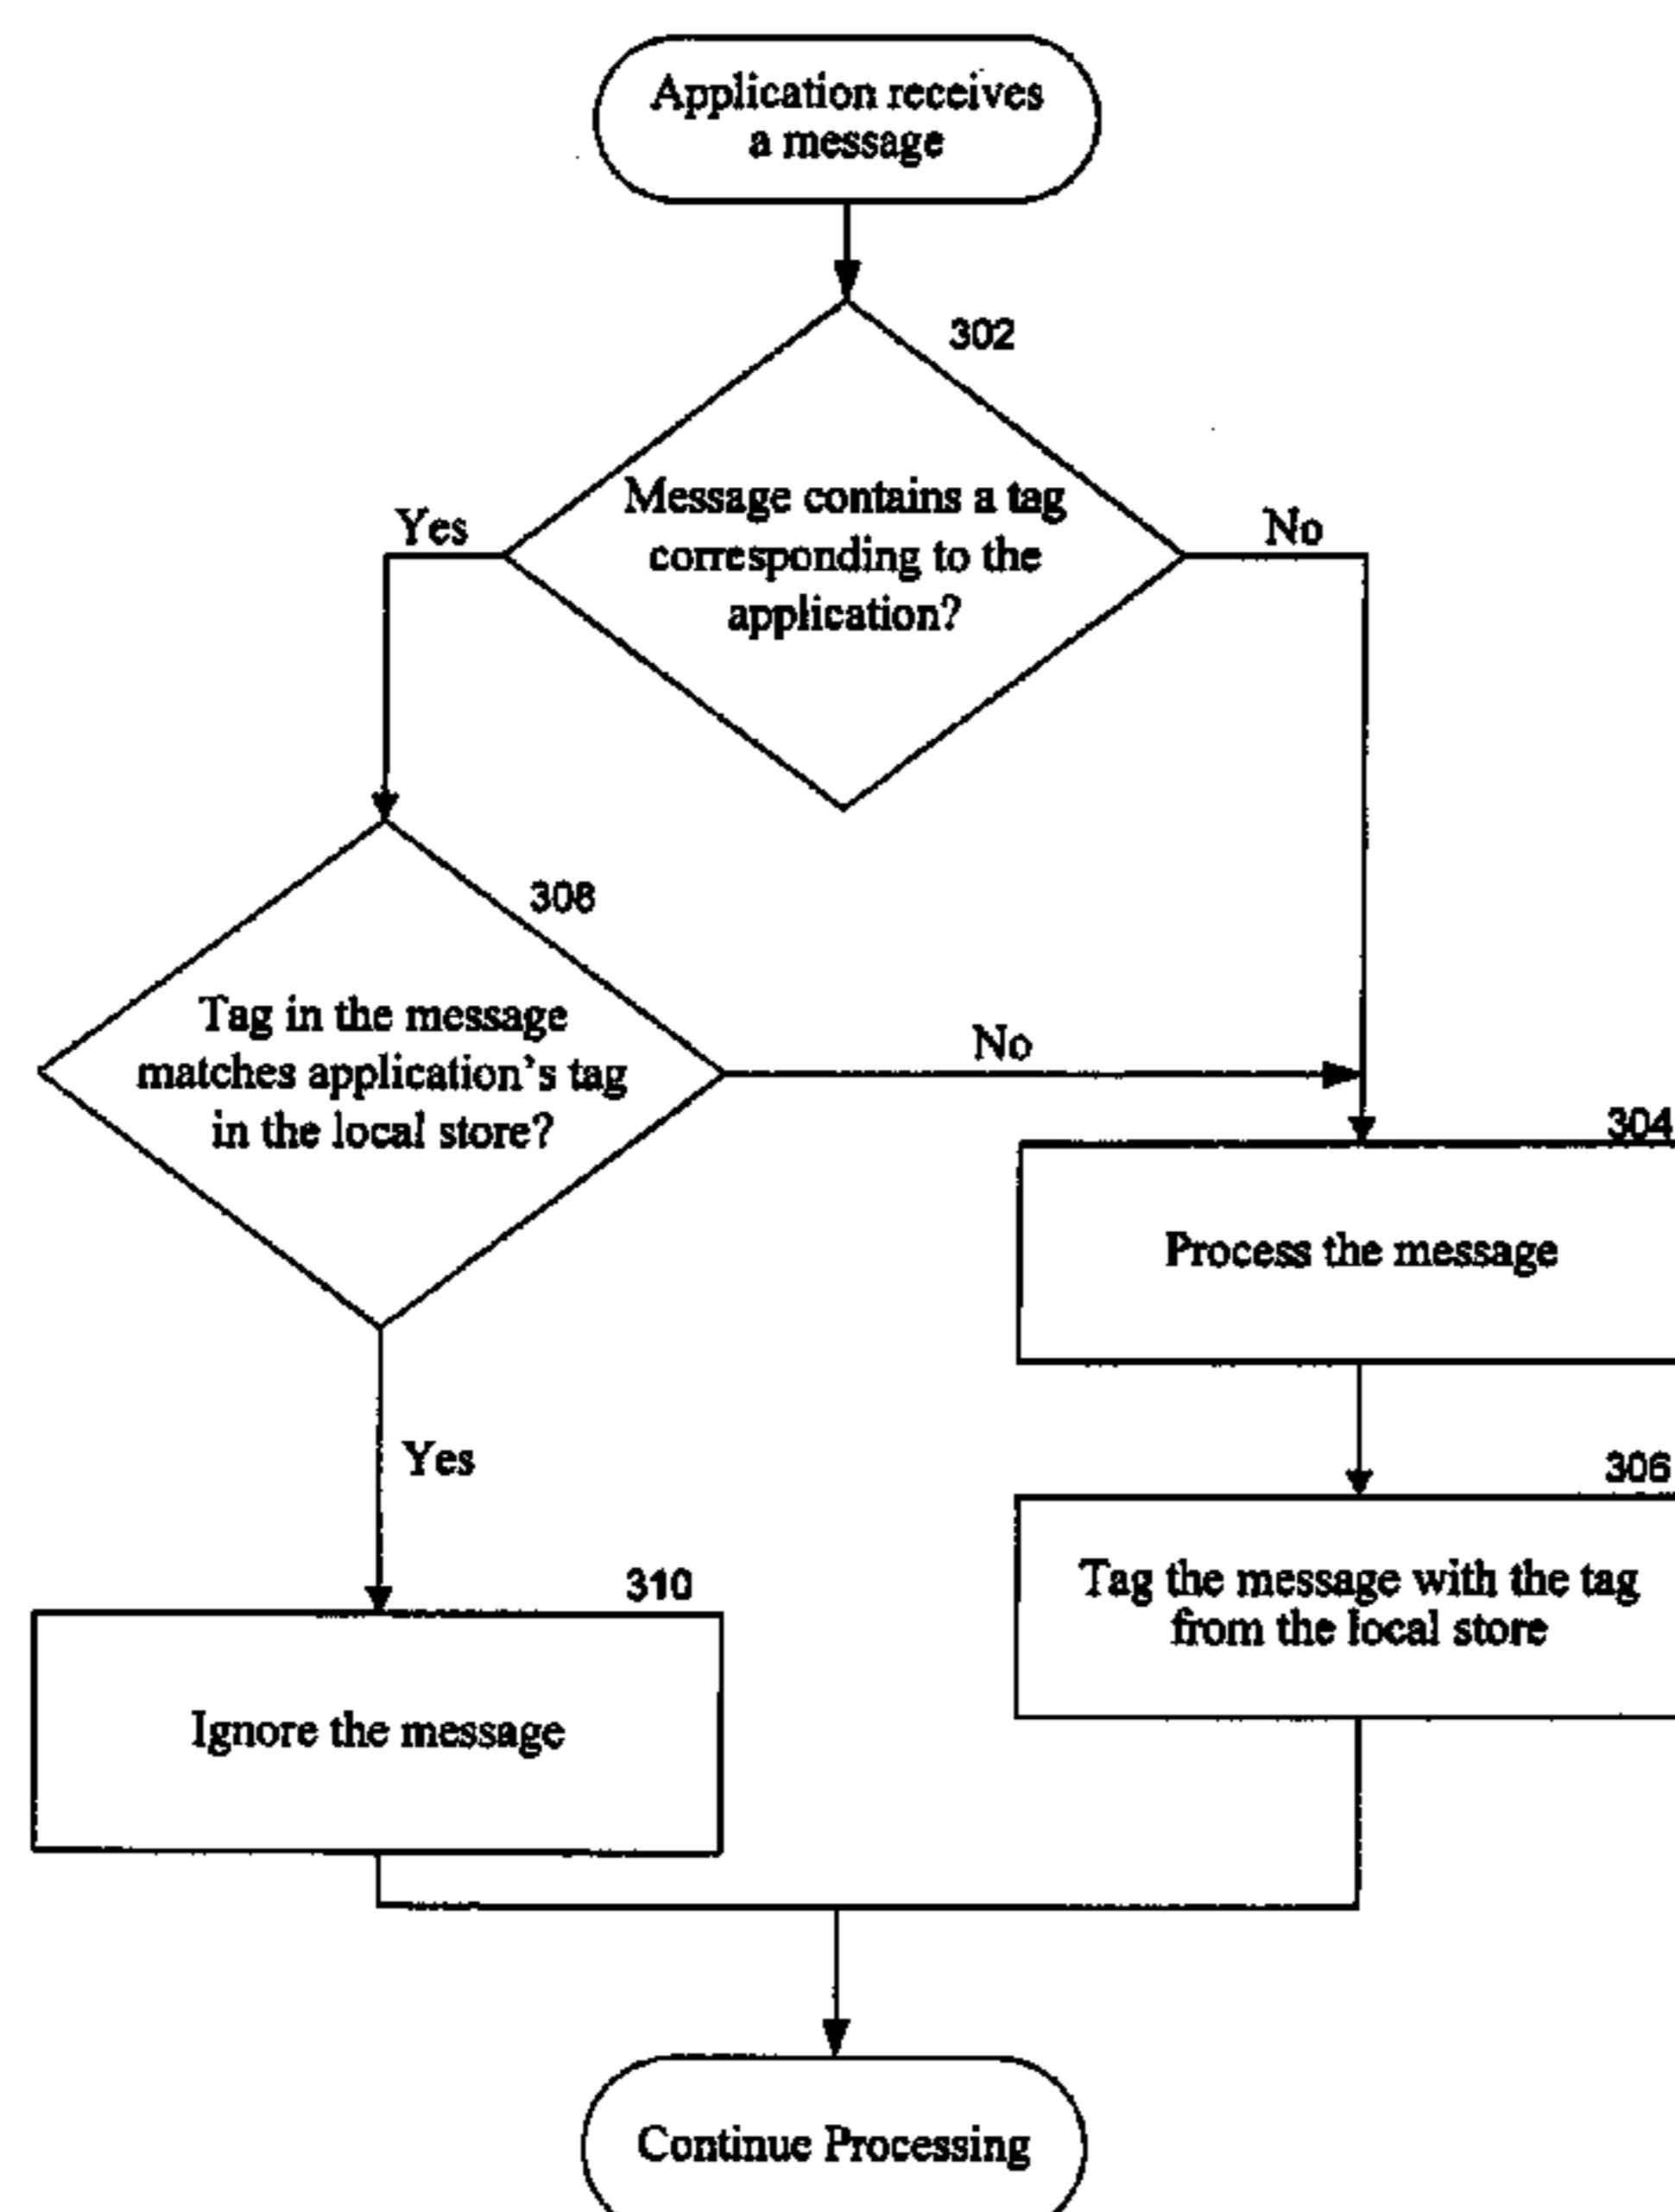 Application receives
a message
302
Message contains a tag
corresponding to the
application?
Yes
No
308
Tag in the message
matches application's tag
in the local store?
No
304
Process the message
Yes
306
Tag the message with the tag
from the local store
310
Ignore the message
Continue Processing